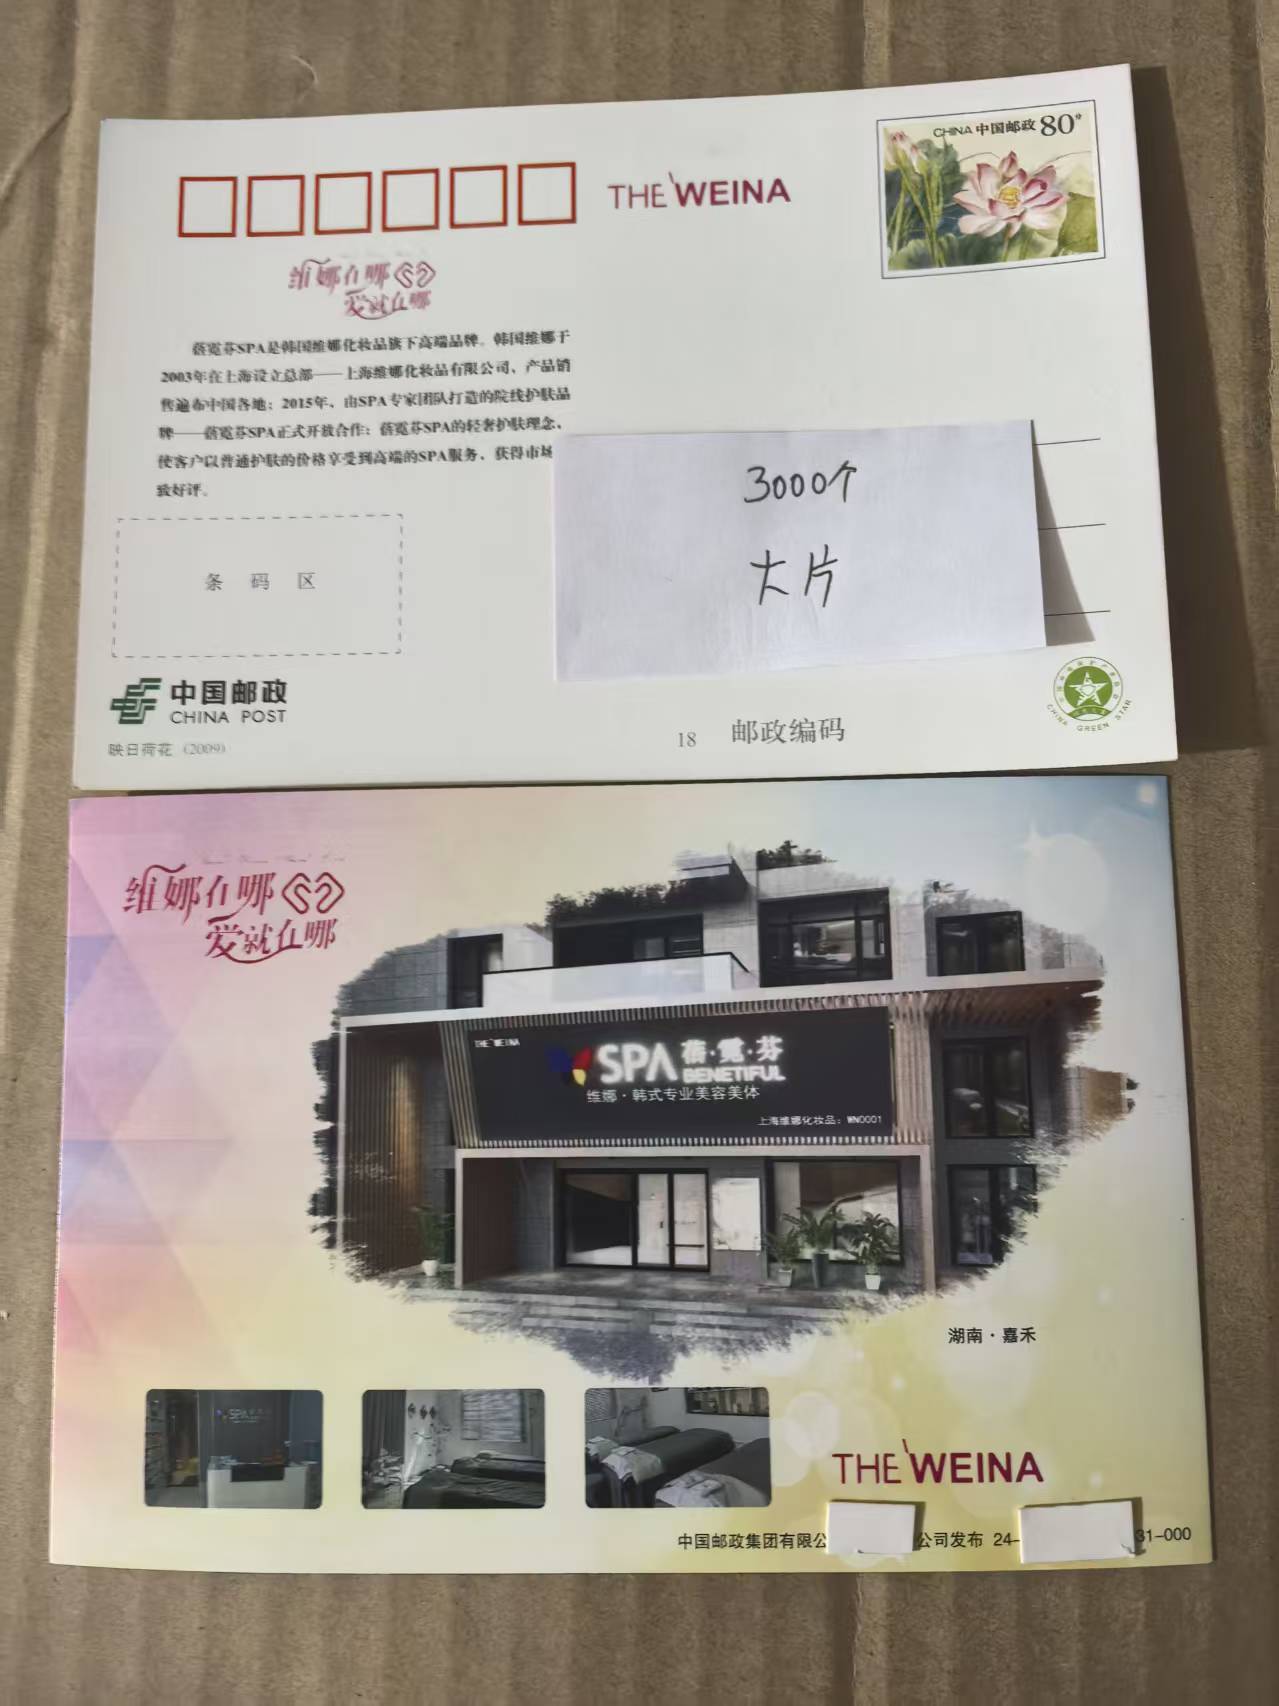 CHINA 中国邮政 80分
THE WEINA
维娜在哪
爱就在哪
蓓霓芬SPA是韩国维娜化妆品旗下高端品牌。韩国维娜于
2003年在上海设立总部——上海维娜化妆品有限公司、产品销
售遍布中国各地；2015年、由SPA专家团队打造的院线护肤品
牌——蓓霓芬SPA正式开放合作；蓓霓芬SPA的轻奢护肤理念、
使客户以普通护肤的价格享受到高端的SPA服务、获得市场
致好评。
3000个
大片
条 码 区
中国邮政
CHINA POST
映日荷花 (2009)
18 邮政编码
CHINA GREEN STAR
维娜在哪
爱就在哪
THE WEINA
SPA 蓓·霓·芬
BENETIFUL
维娜·韩式专业美容美体
上海维娜化妆品：WN0001
湖南·嘉禾
SPA
THE WEINA
中国邮政集团有限公 公司发布 24- 31-000